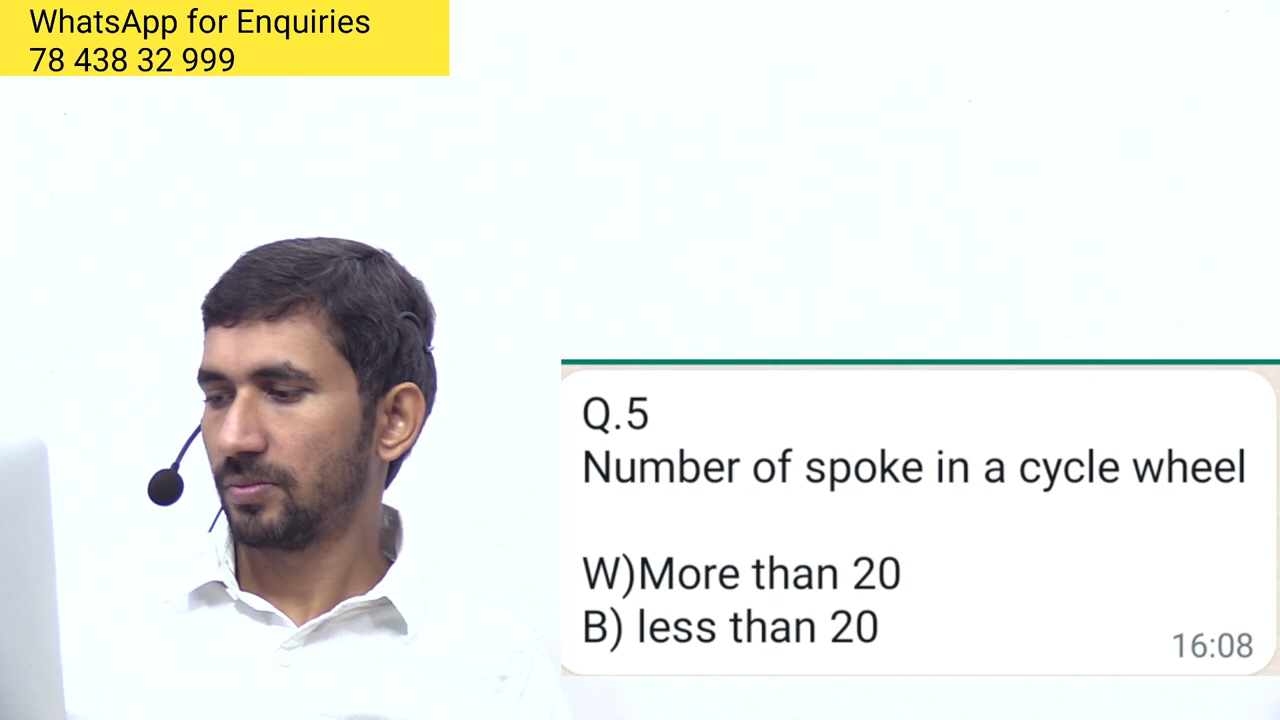 WhatsApp for Enquiries
78 438 32 999
Q.5
Number of spoke in a cycle wheel
W)More than 20
B) less than 20
16:08